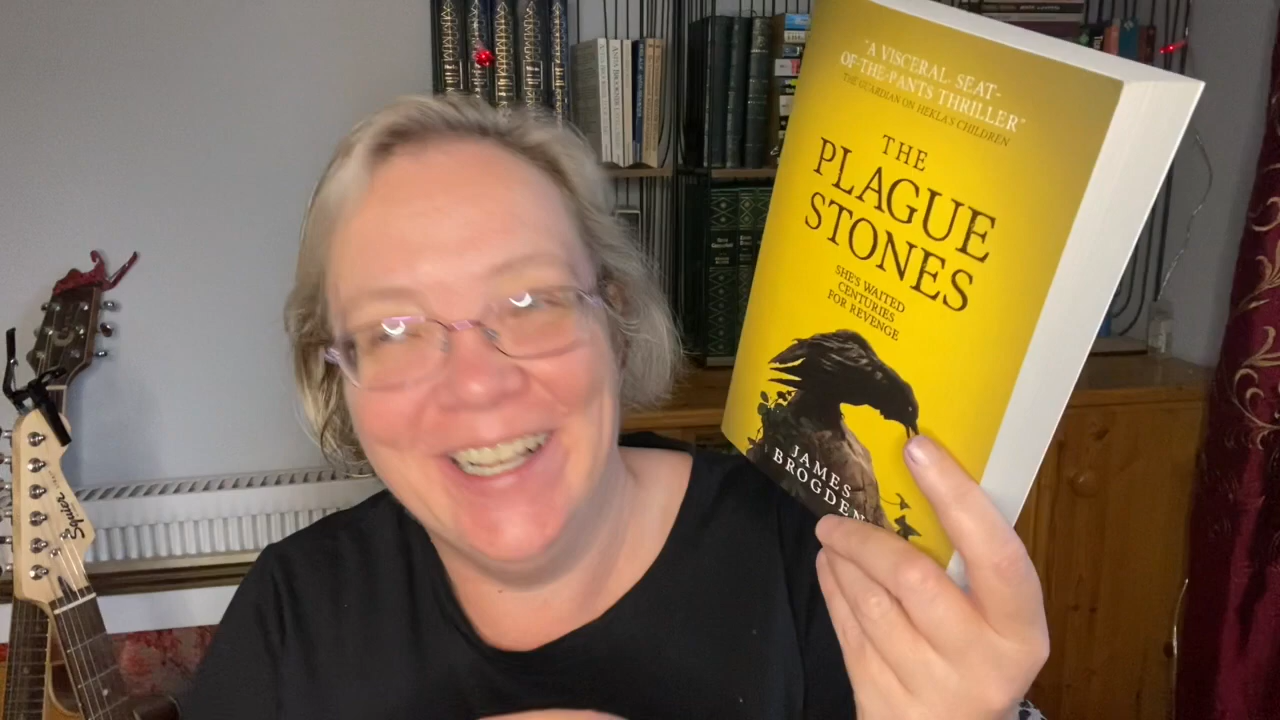 "A VISCERAL SEAT-
OF-THE-PANTS THRILLER"
THE GUARDIAN ON HEKLA'S CHILDREN
THE
PLAGUE
STONES
SHE'S WAITED
CENTURIES
FOR REVENGE
JAMES
BROGDEN
Squier